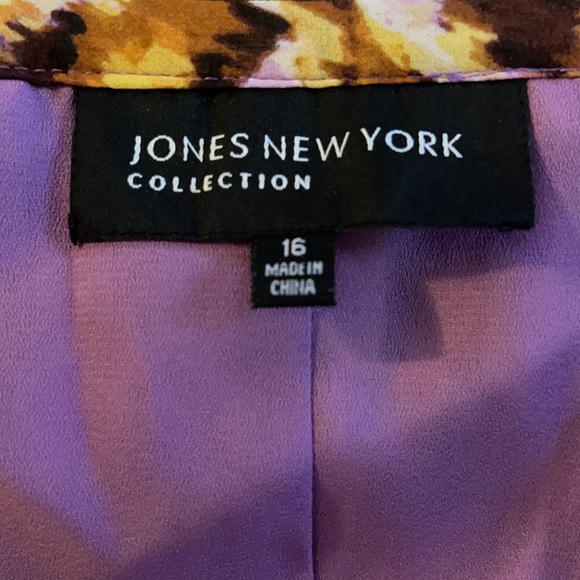 JONES NEW YORK
COLLECTION
16
MADE IN
CHINA